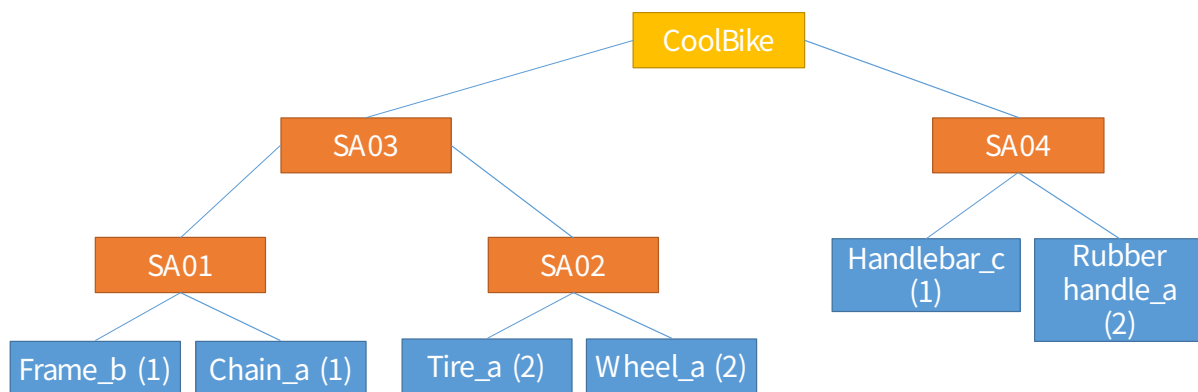 CoolBike
SA03
SA04
SA01
SA02
Handlebar_c
(1)
Rubber
handle_a
(2)
Frame_b (1)
Chain_a (1)
Tire_a (2)
Wheel_a (2)